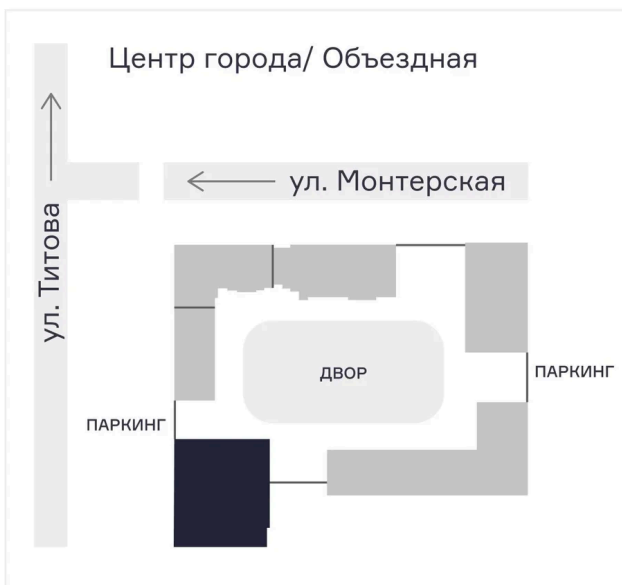 Центр города/ Объездная
ул. Монтерская
ул. Титова
ДВОР
ПАРКИНГ
ПАРКИНГ